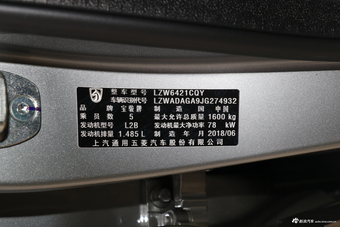 整车型号 LZW6421CQY
车辆识别代号 LZWADAGA9JG274932
品牌 宝骏牌 制造国 中国
乘员数 5 最大允许总质量 1600 kg
发动机型号 L2B 发动机最大净功率 78 kW
发动机排量 1.485 L 制造年月 2018/06
上汽通用五菱汽车股份有限公司